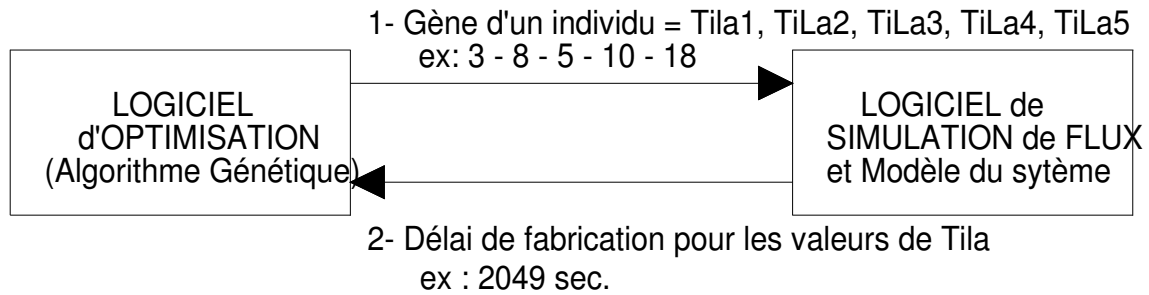 1- Gène d'un individu = Tila1, TiLa2, TiLa3, TiLa4, TiLa5
ex: 3 - 8 - 5 - 10 - 18
LOGICIEL
d'OPTIMISATION
(Algorithme Génétique)
LOGICIEL de
SIMULATION de FLUX
et Modèle du sytème
2- Délai de fabrication pour les valeurs de Tila
ex : 2049 sec.